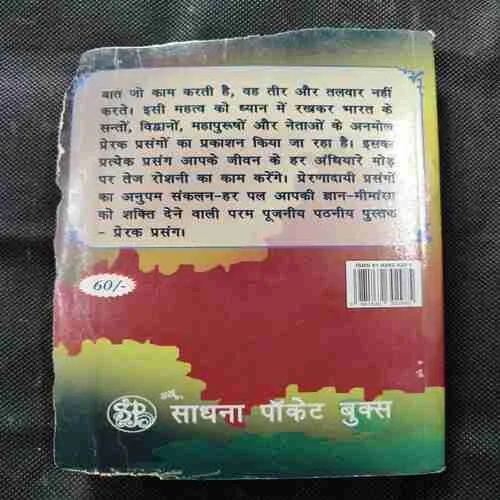 बात जो काम करती है, वह तीर और तलवार नहीं
करते। इसी महत्व को ध्यान में रखकर भारत के
सन्तों, विद्वानों, महापुरूषों और नेताओं के अनमोल
प्रेरक प्रसंगों का प्रकाशन किया जा रहा है। इसका
प्रत्येक प्रसंग आपके जीवन के हर अंधियारे मोड़
पर तेज रोशनी का काम करेंगे। प्रेरणादायी प्रसंगों
का अनुपम संकलन-हर पल आपकी ज्ञान-मीमांसा
को शक्ति देने वाली परम पूजनीय पठनीय पुस्तक
- प्रेरक प्रसंग।
60/-
साधना पॉकेट बुक्स